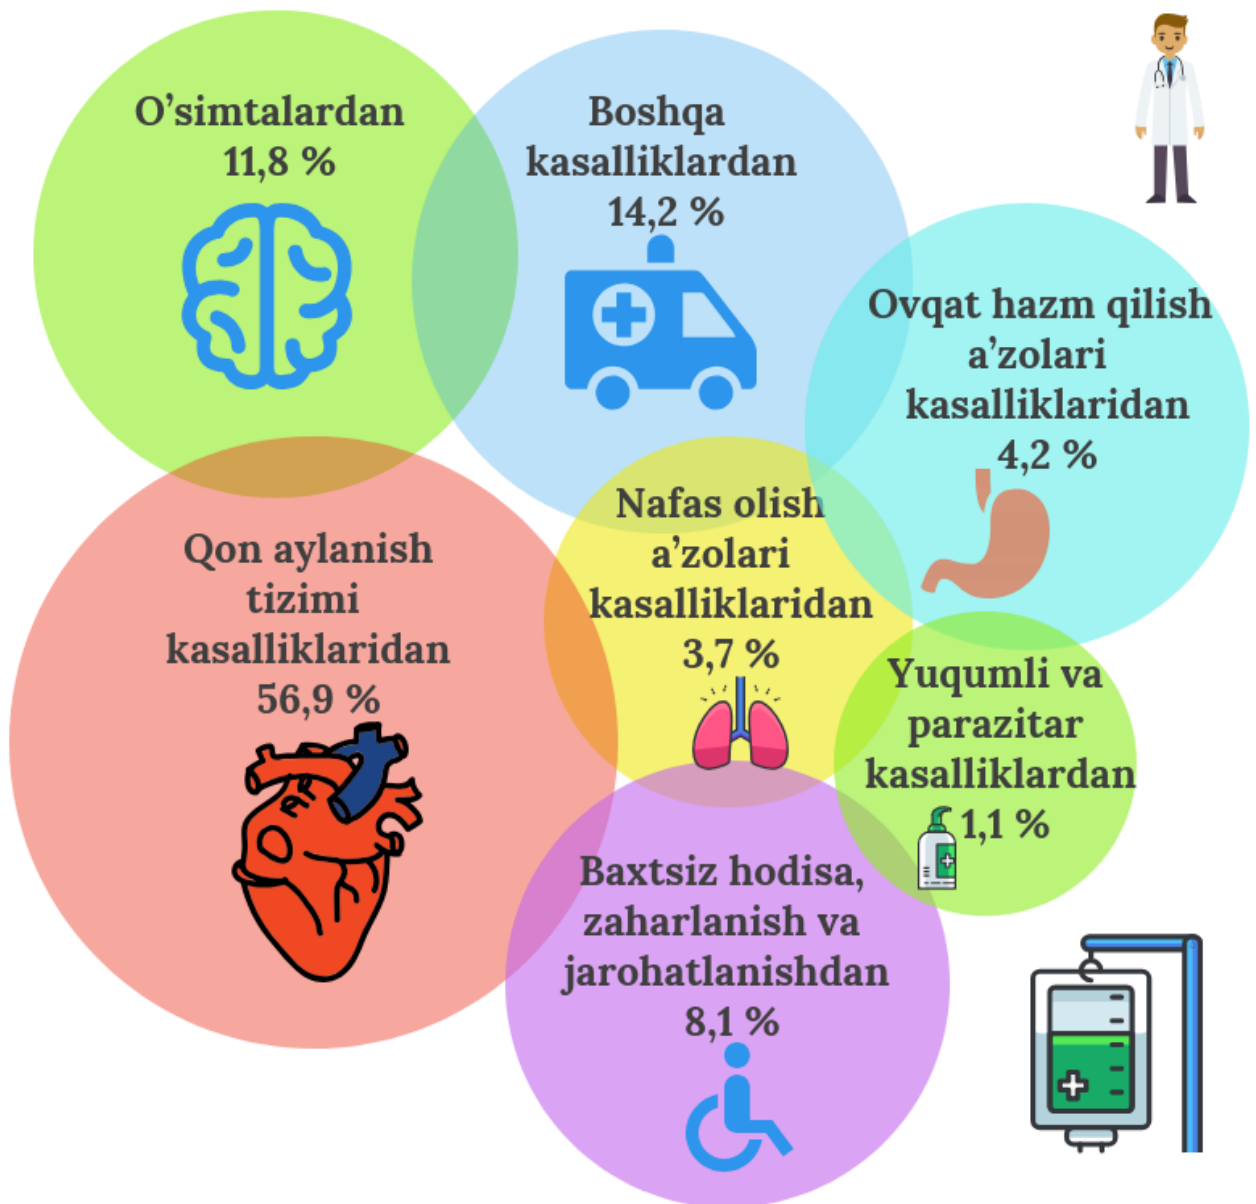 O’simtalardan
11,8 %
Boshqa
kasalliklardan
14,2 %
Ovqat hazm qilish
a’zolari
kasalliklaridan
4,2 %
Qon aylanish
tizimi
kasalliklaridan
56,9 %
Nafas olish
a’zolari
kasalliklaridan
3,7 %
Yuqumli va
parazitar
kasalliklardan
1,1 %
Baxtsiz hodisa,
zaharlanish va
jarohatlanishdan
8,1 %